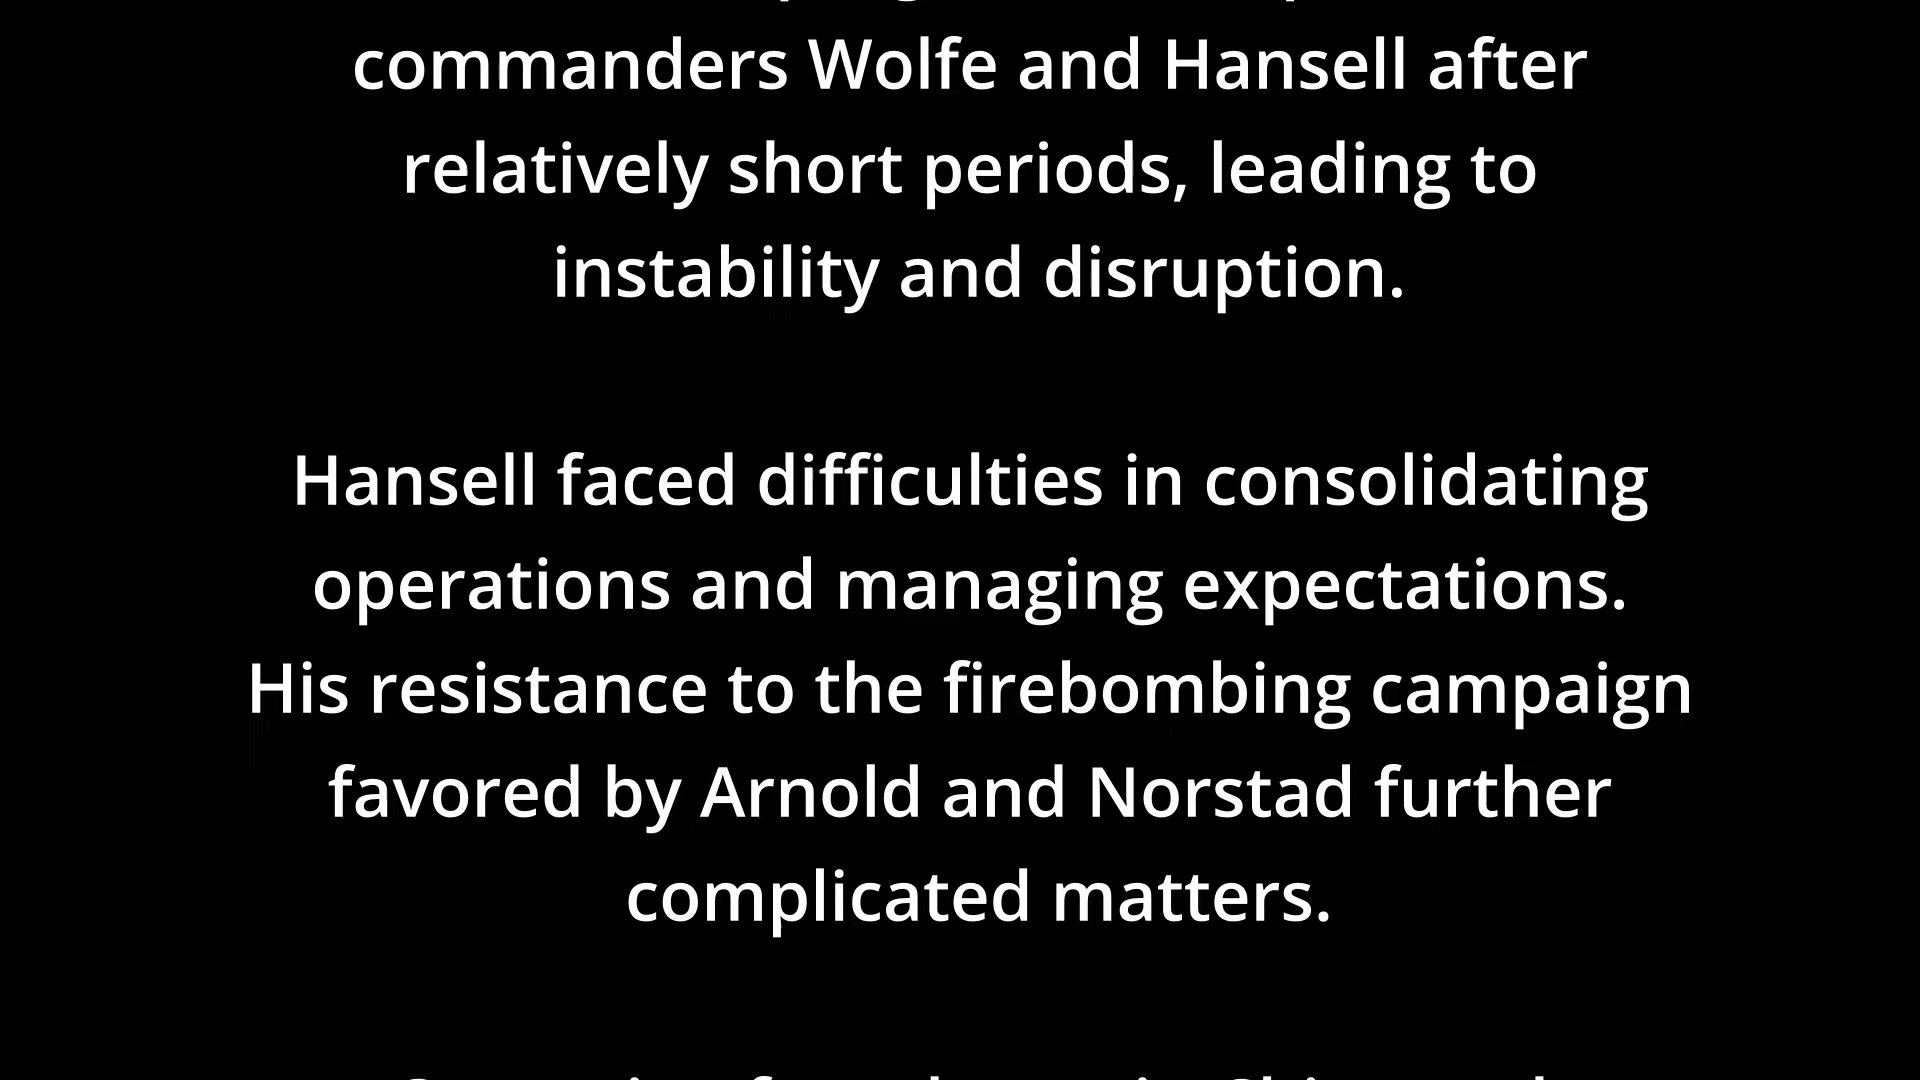 commanders Wolfe and Hansell after
relatively short periods, leading to
instability and disruption.
Hansell faced difficulties in consolidating
operations and managing expectations.
His resistance to the firebombing campaign
favored by Arnold and Norstad further
complicated matters.